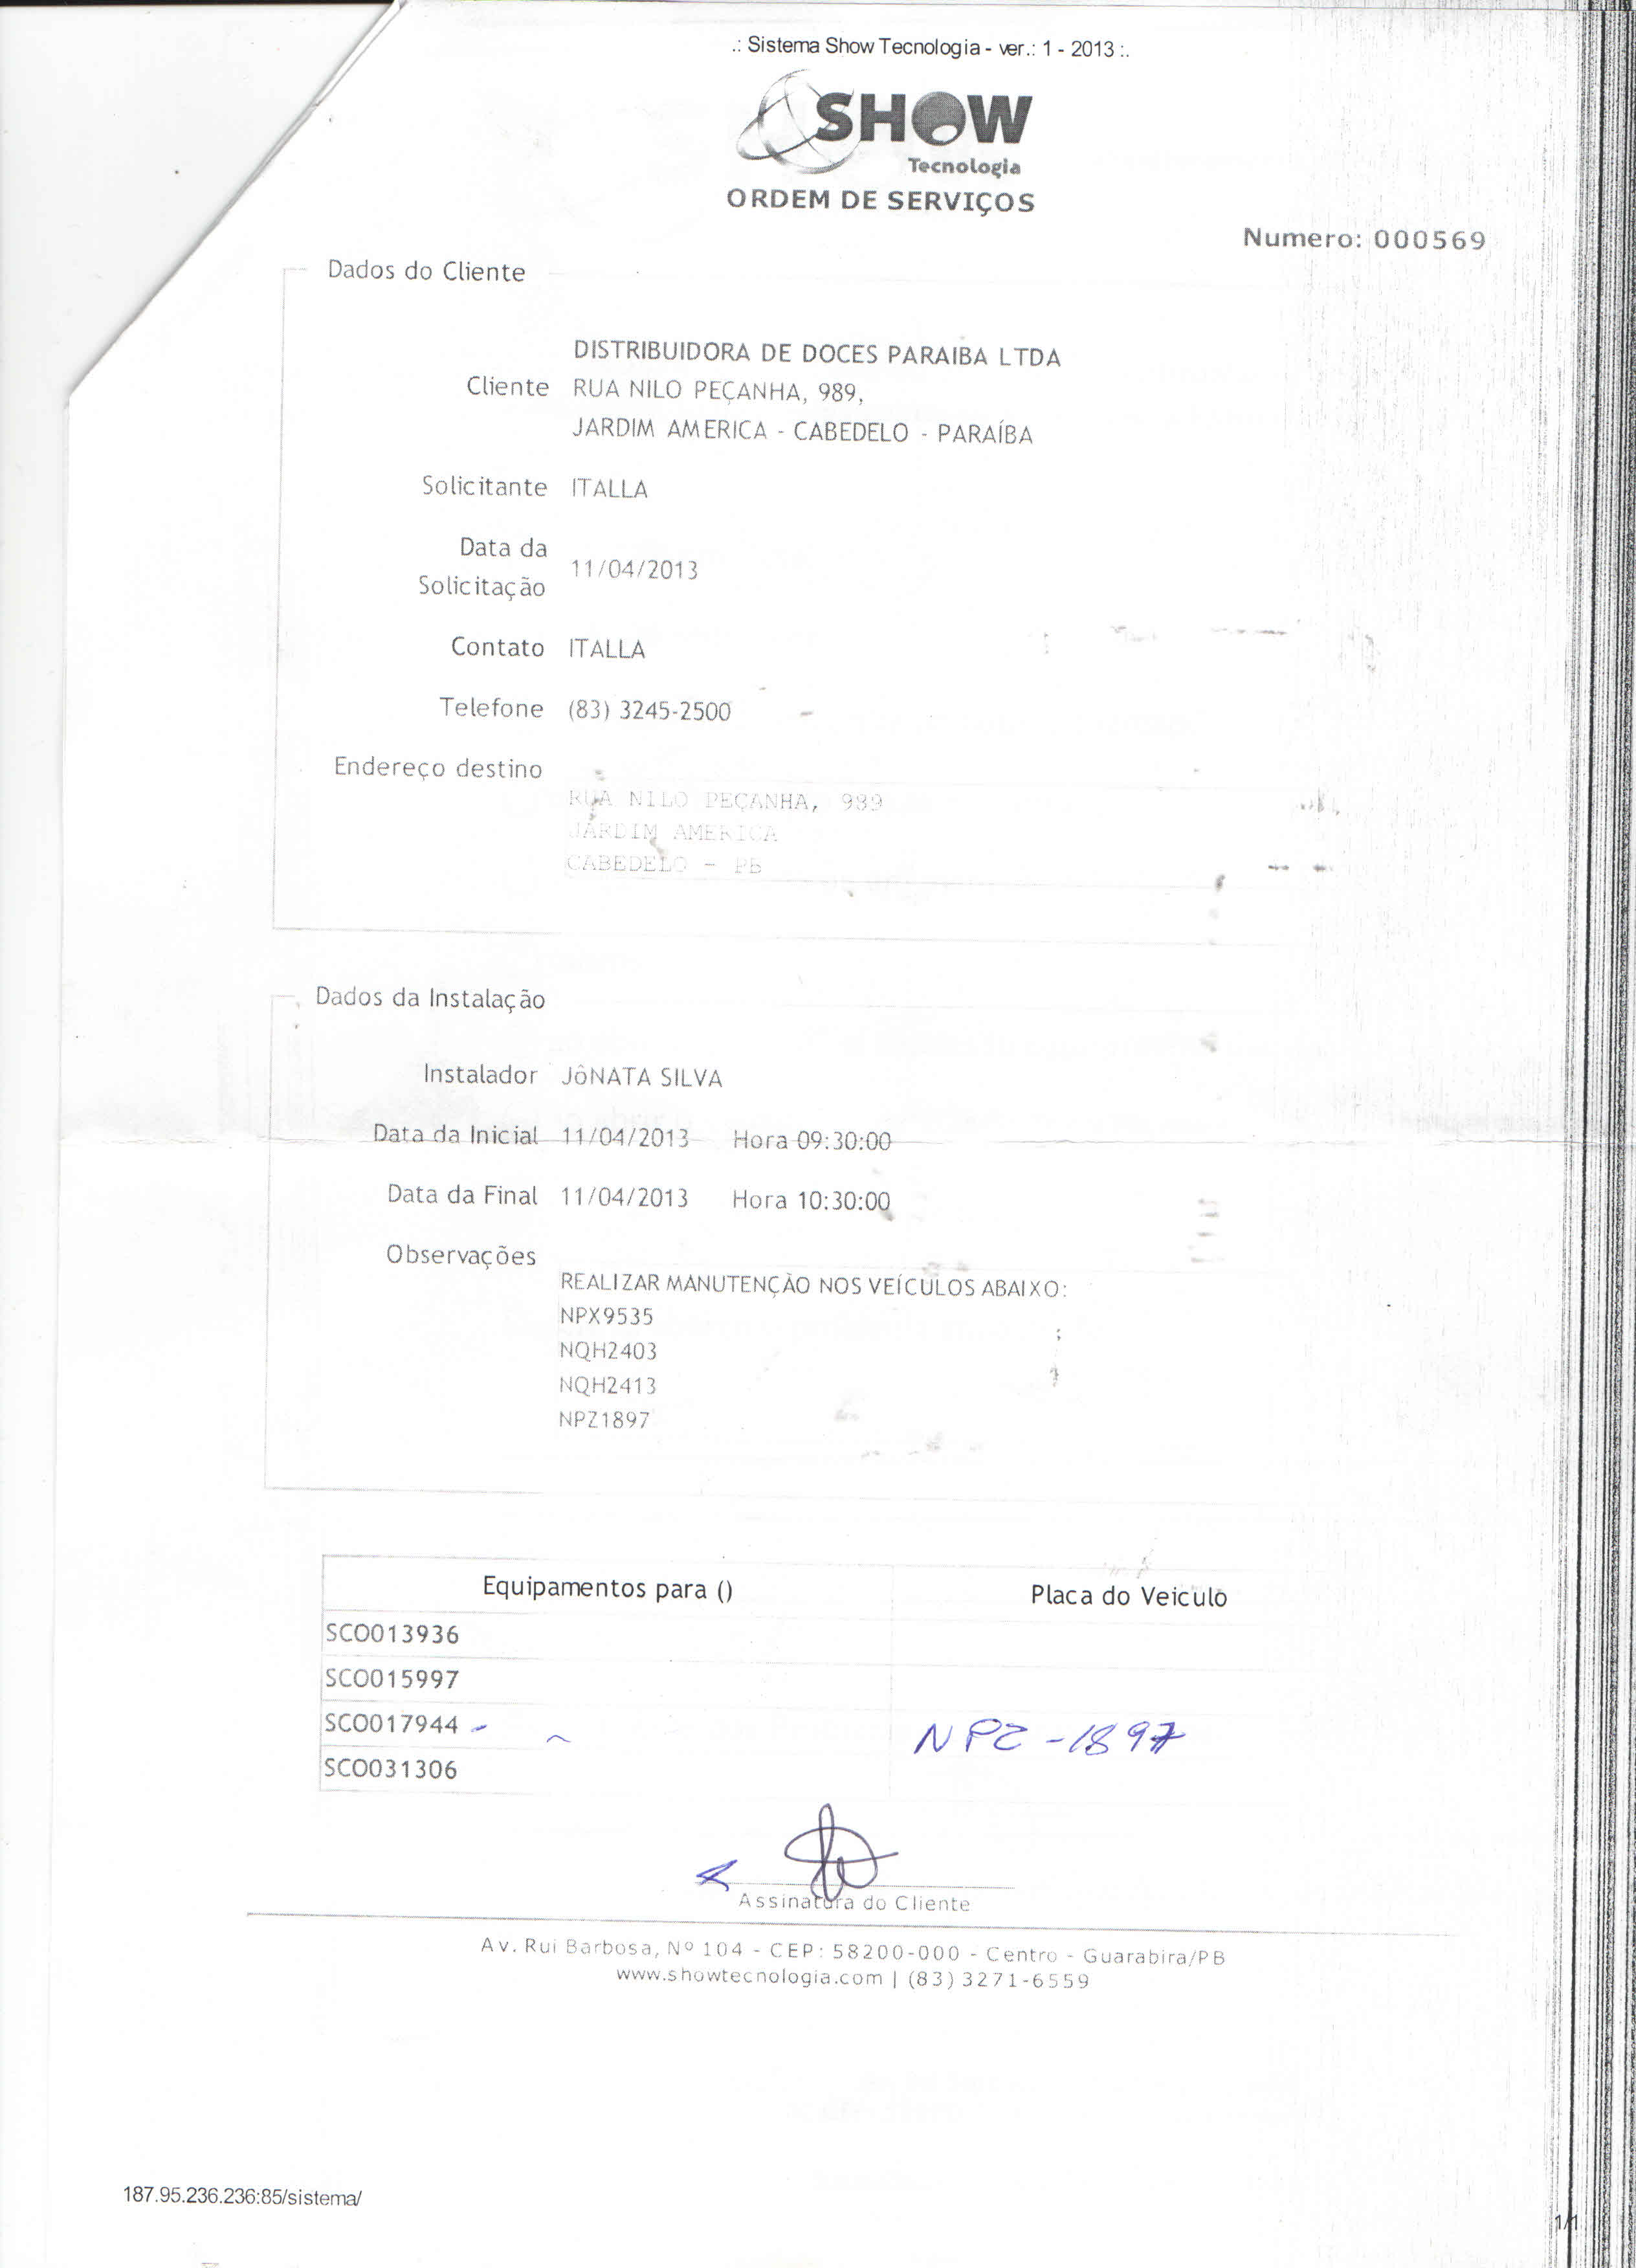 .: Sistema Show Tecnologia - ver.: 1 - 2013 :.
SHOW
Tecnologia
ORDEM DE SERVIÇOS
Numero: 000569
Dados do Cliente
DISTRIBUIDORA DE DOCES PARAIBA LTDA
Cliente RUA NILO PEÇANHA, 989,
JARDIM AMERICA - CABEDELO - PARAÍBA
Solicitante ITALLA
Data da
Solicitação 11/04/2013
Contato ITALLA
Telefone (83) 3245-2500
Endereço destino
RUA NILO PEÇANHA, 989
JARDIM AMERICA
CABEDELO - PB
Dados da Instalação
Instalador JôNATA SILVA
Data da Inicial 11/04/2013 Hora 09:30:00
Data da Final 11/04/2013 Hora 10:30:00
Observações
REALIZAR MANUTENÇÃO NOS VEÍCULOS ABAIXO:
NPX9535
NQH2403
NQH2413
NPZ1897
Equipamentos para () Placa do Veiculo
SCO013936
SCO015997
SCO017944 - NPZ-1897
SCO031306
Assinatura do Cliente
Av. Rui Barbosa, Nº 104 - CEP: 58200-000 - Centro - Guarabira/PB
www.showtecnologia.com | (83) 3271-6559
187.95.236.236:85/sistema/
1/1